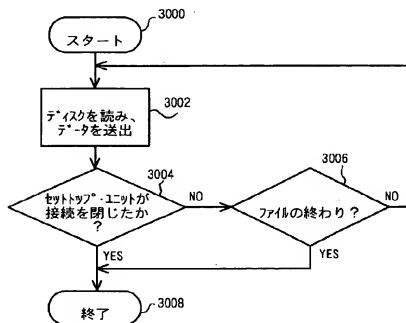 3000
スタート
3002
ディスクを読み、
データを送出
3004
セットトップ・ユニットが
接続を閉じたか
?
NO
YES
3006
ファイルの終わり?
NO
YES
3008
終了